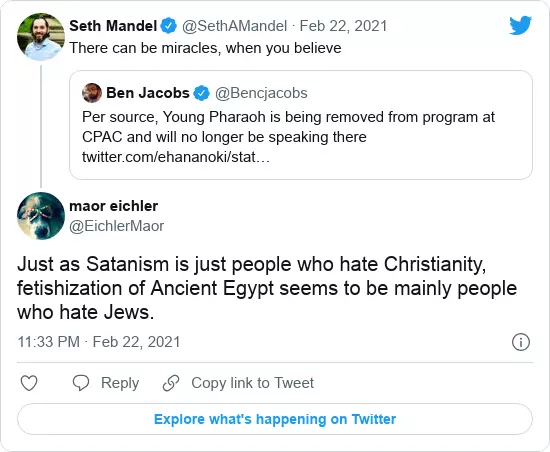 Seth Mandel @SethAMandel · Feb 22, 2021
There can be miracles, when you believe
Ben Jacobs @Bencjacobs
Per source, Young Pharaoh is being removed from program at
CPAC and will no longer be speaking there
twitter.com/ehananoki/stat…
maor eichler
@EichlerMaor
Just as Satanism is just people who hate Christianity,
fetishization of Ancient Egypt seems to be mainly people
who hate Jews.
11:33 PM · Feb 22, 2021
Reply Copy link to Tweet
Explore what's happening on Twitter